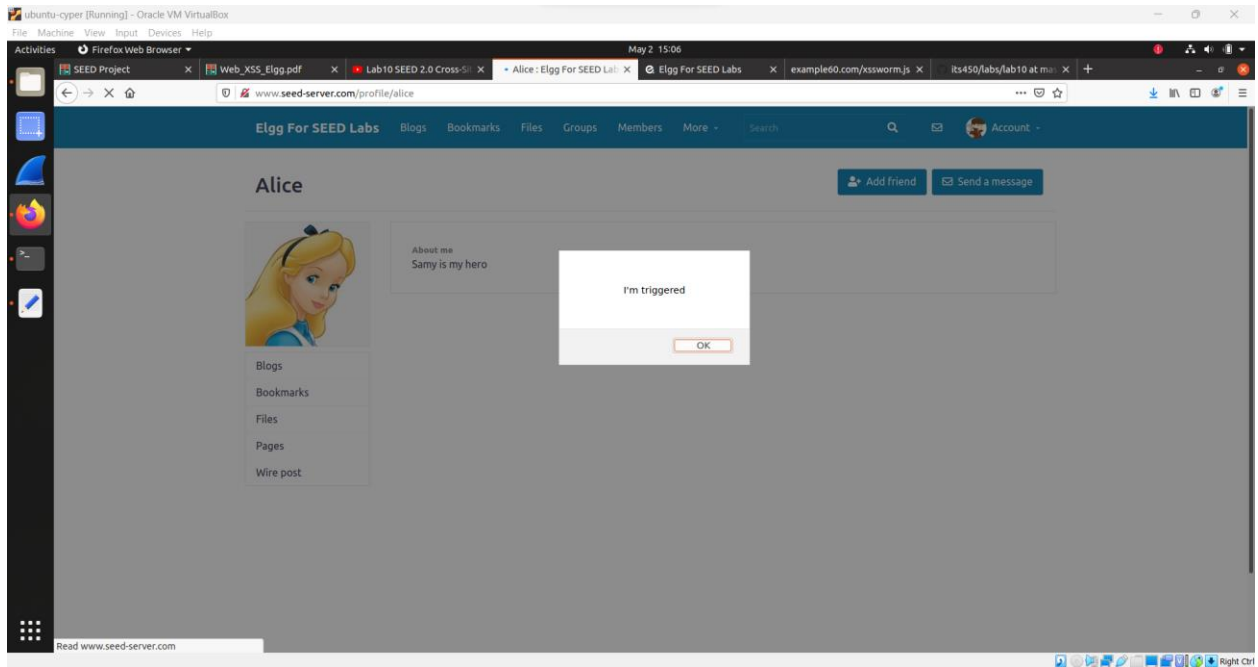 ubuntu-cyper [Running] - Oracle VM VirtualBox
File Machine View Input Devices Help
Activities Firefox Web Browser May 2 15:06
SEED Project Web_XSS_Elgg.pdf Lab10 SEED 2.0 Cross-Sit Alice : Elgg For SEED Lab Elgg For SEED Labs example60.com/xssworm.js its450/labs/lab10 at mas
www.seed-server.com/profile/alice
Elgg For SEED Labs Blogs Bookmarks Files Groups Members More Search Account
Alice Add friend Send a message
About me
Samy is my hero
I'm triggered
OK
Blogs
Bookmarks
Files
Pages
Wire post
Read www.seed-server.com
Right Ctrl